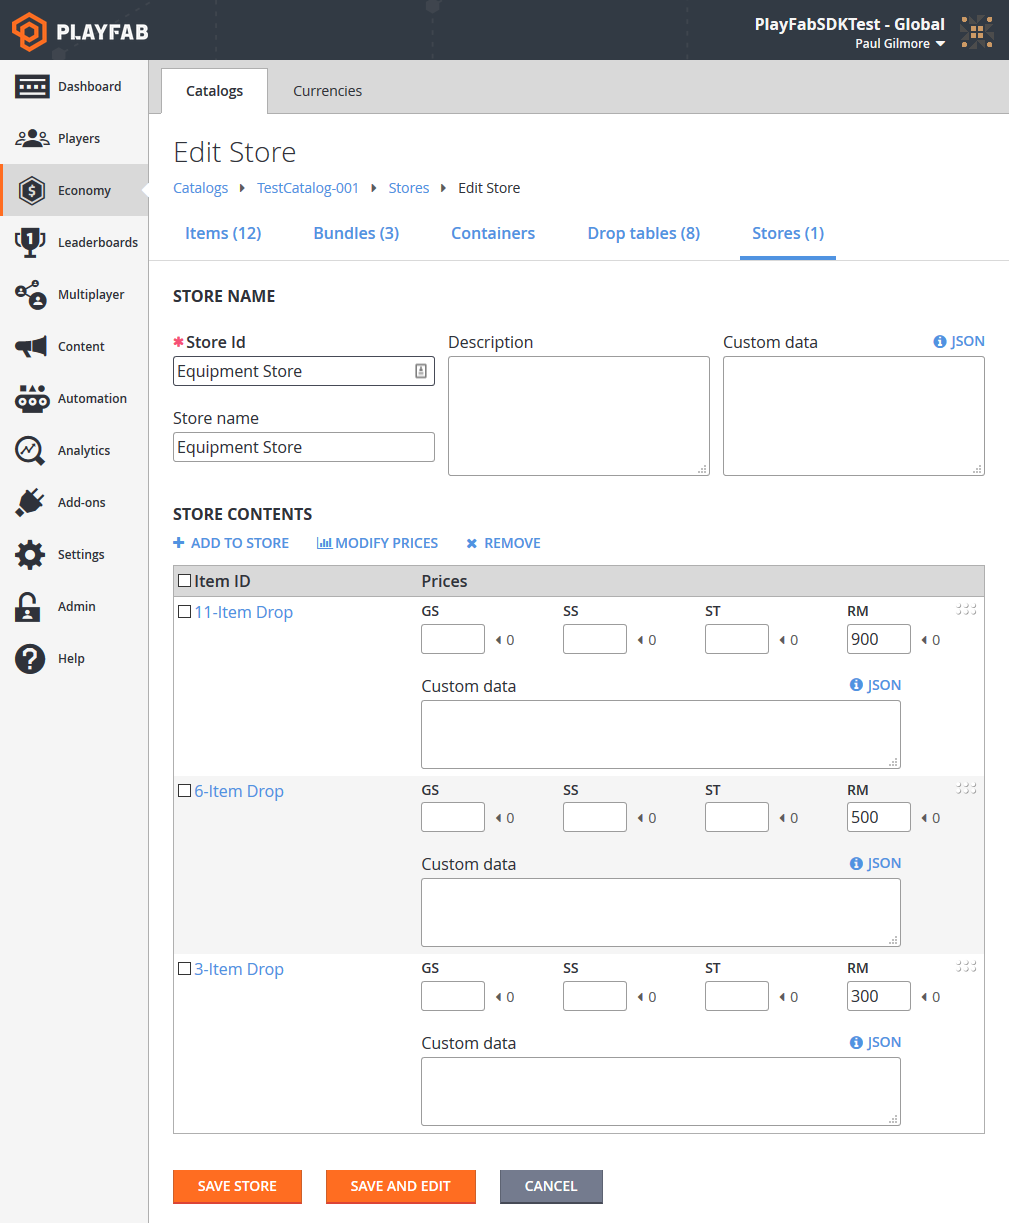 PLAYFAB
PlayFabSDKTest - Global
Paul Gilmore
Dashboard
Players
Economy
Leaderboards
Multiplayer
Content
Automation
Analytics
Add-ons
Settings
Admin
Help
Catalogs Currencies
Edit Store
Catalogs TestCatalog-001 Stores Edit Store
Items (12) Bundles (3) Containers Drop tables (8) Stores (1)
STORE NAME
*Store Id Description Custom data JSON
Equipment Store
Store name
Equipment Store
STORE CONTENTS
+ ADD TO STORE MODIFY PRICES REMOVE
Item ID Prices
11-Item Drop GS SS ST RM
0 0 0 900 0
Custom data JSON
6-Item Drop GS SS ST RM
0 0 0 500 0
Custom data JSON
3-Item Drop GS SS ST RM
0 0 0 300 0
Custom data JSON
SAVE STORE SAVE AND EDIT CANCEL